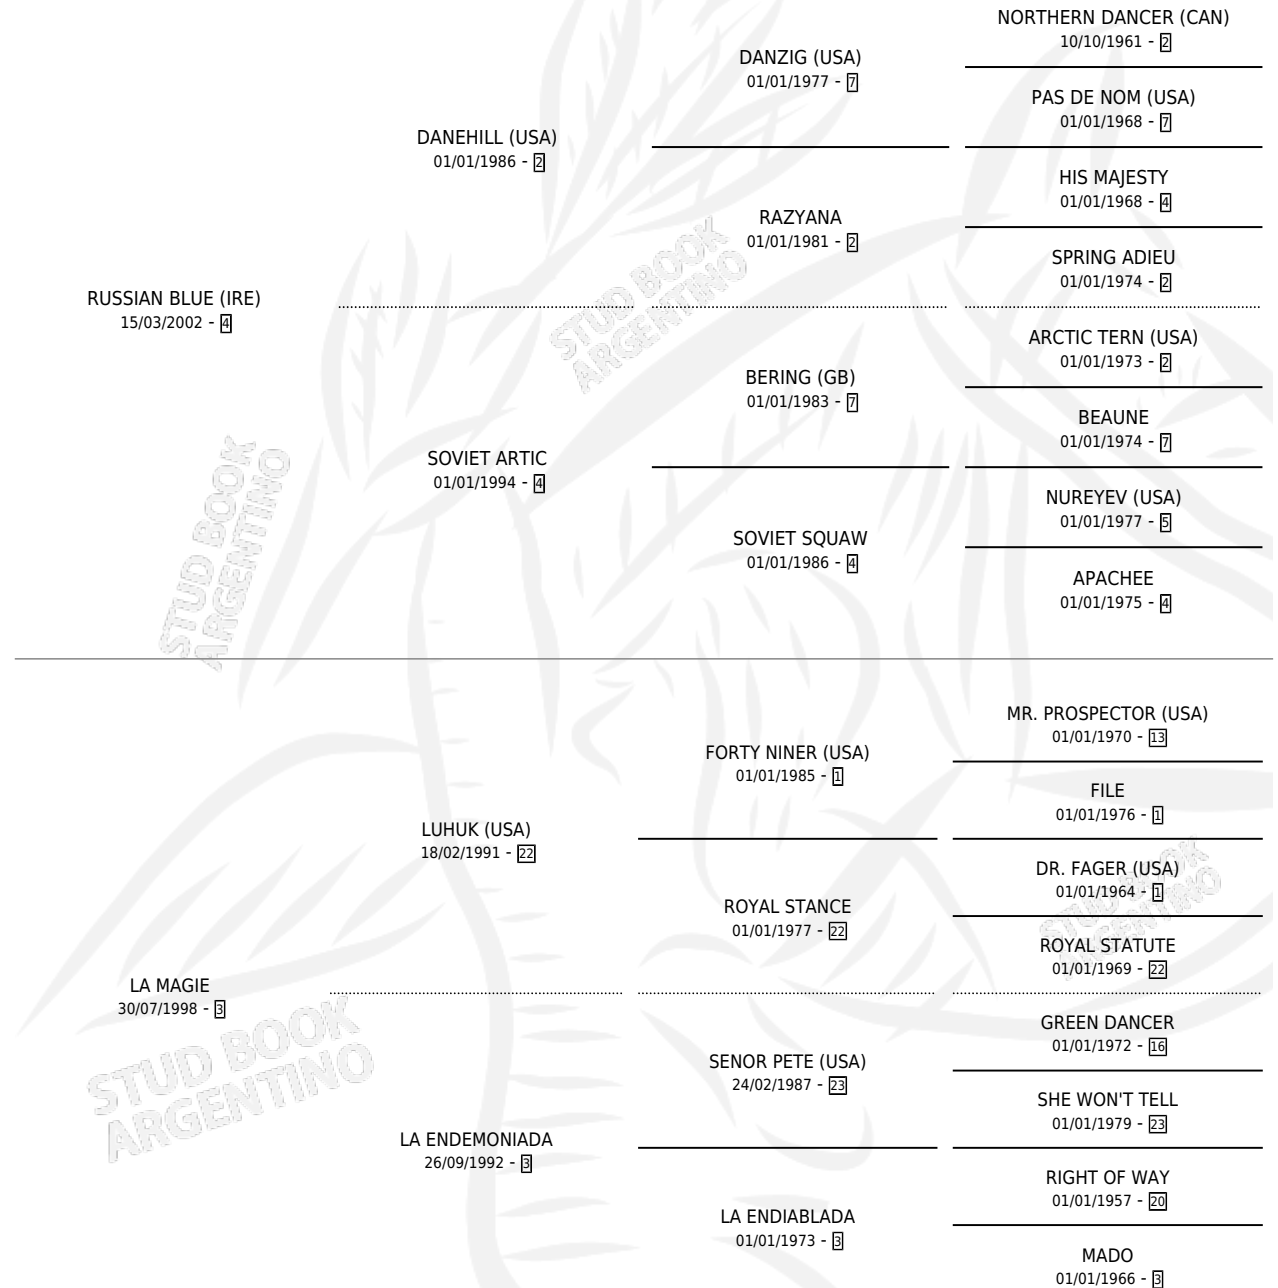 NORTHERN DANCER (CAN)
10/10/1961 - 2
DANZIG (USA)
01/01/1977 - 7
PAS DE NOM (USA)
01/01/1968 - 7
DANEHILL (USA)
01/01/1986 - 2
HIS MAJESTY
01/01/1968 - 4
RAZYANA
01/01/1981 - 2
SPRING ADIEU
01/01/1974 - 2
RUSSIAN BLUE (IRE)
15/03/2002 - 4
STUD BOOK
ARGENTINO
ARCTIC TERN (USA)
01/01/1973 - 2
BERING (GB)
01/01/1983 - 7
BEAUNE
01/01/1974 - 7
SOVIET ARTIC
01/01/1994 - 4
NUREYEV (USA)
01/01/1977 - 5
SOVIET SQUAW
01/01/1986 - 4
APACHEE
01/01/1975 - 4
STUD BOOK
ARGENTINO
MR. PROSPECTOR (USA)
01/01/1970 - 13
FORTY NINER (USA)
01/01/1985 - 1
FILE
01/01/1976 - 1
LUHUK (USA)
18/02/1991 - 22
DR. FAGER (USA)
01/01/1964 - 1
ROYAL STANCE
01/01/1977 - 22
STUD BOOK
ARGENTINO
ROYAL STATUTE
01/01/1969 - 22
LA MAGIE
30/07/1998 - 3
STUD BOOK
ARGENTINO
GREEN DANCER
01/01/1972 - 16
SENOR PETE (USA)
24/02/1987 - 23
SHE WON'T TELL
01/01/1979 - 23
LA ENDEMONIADA
26/09/1992 - 3
RIGHT OF WAY
01/01/1957 - 20
LA ENDIABLADA
01/01/1973 - 3
MADO
01/01/1966 - 3